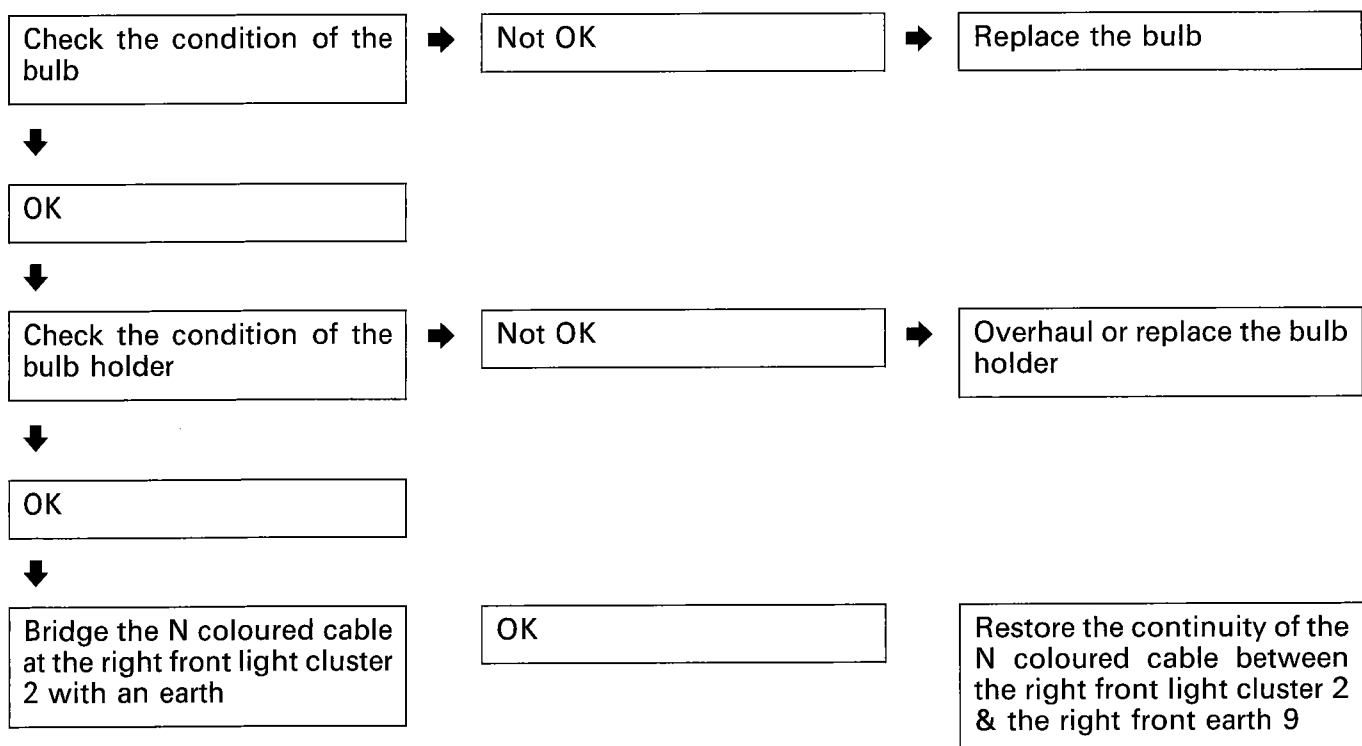 Check the condition of the
bulb
Not OK
Replace the bulb
OK
Check the condition of the
bulb holder
Not OK
Overhaul or replace the bulb
holder
OK
Bridge the N coloured cable
at the right front light cluster
2 with an earth
OK
Restore the continuity of the
N coloured cable between
the right front light cluster 2
& the right front earth 9